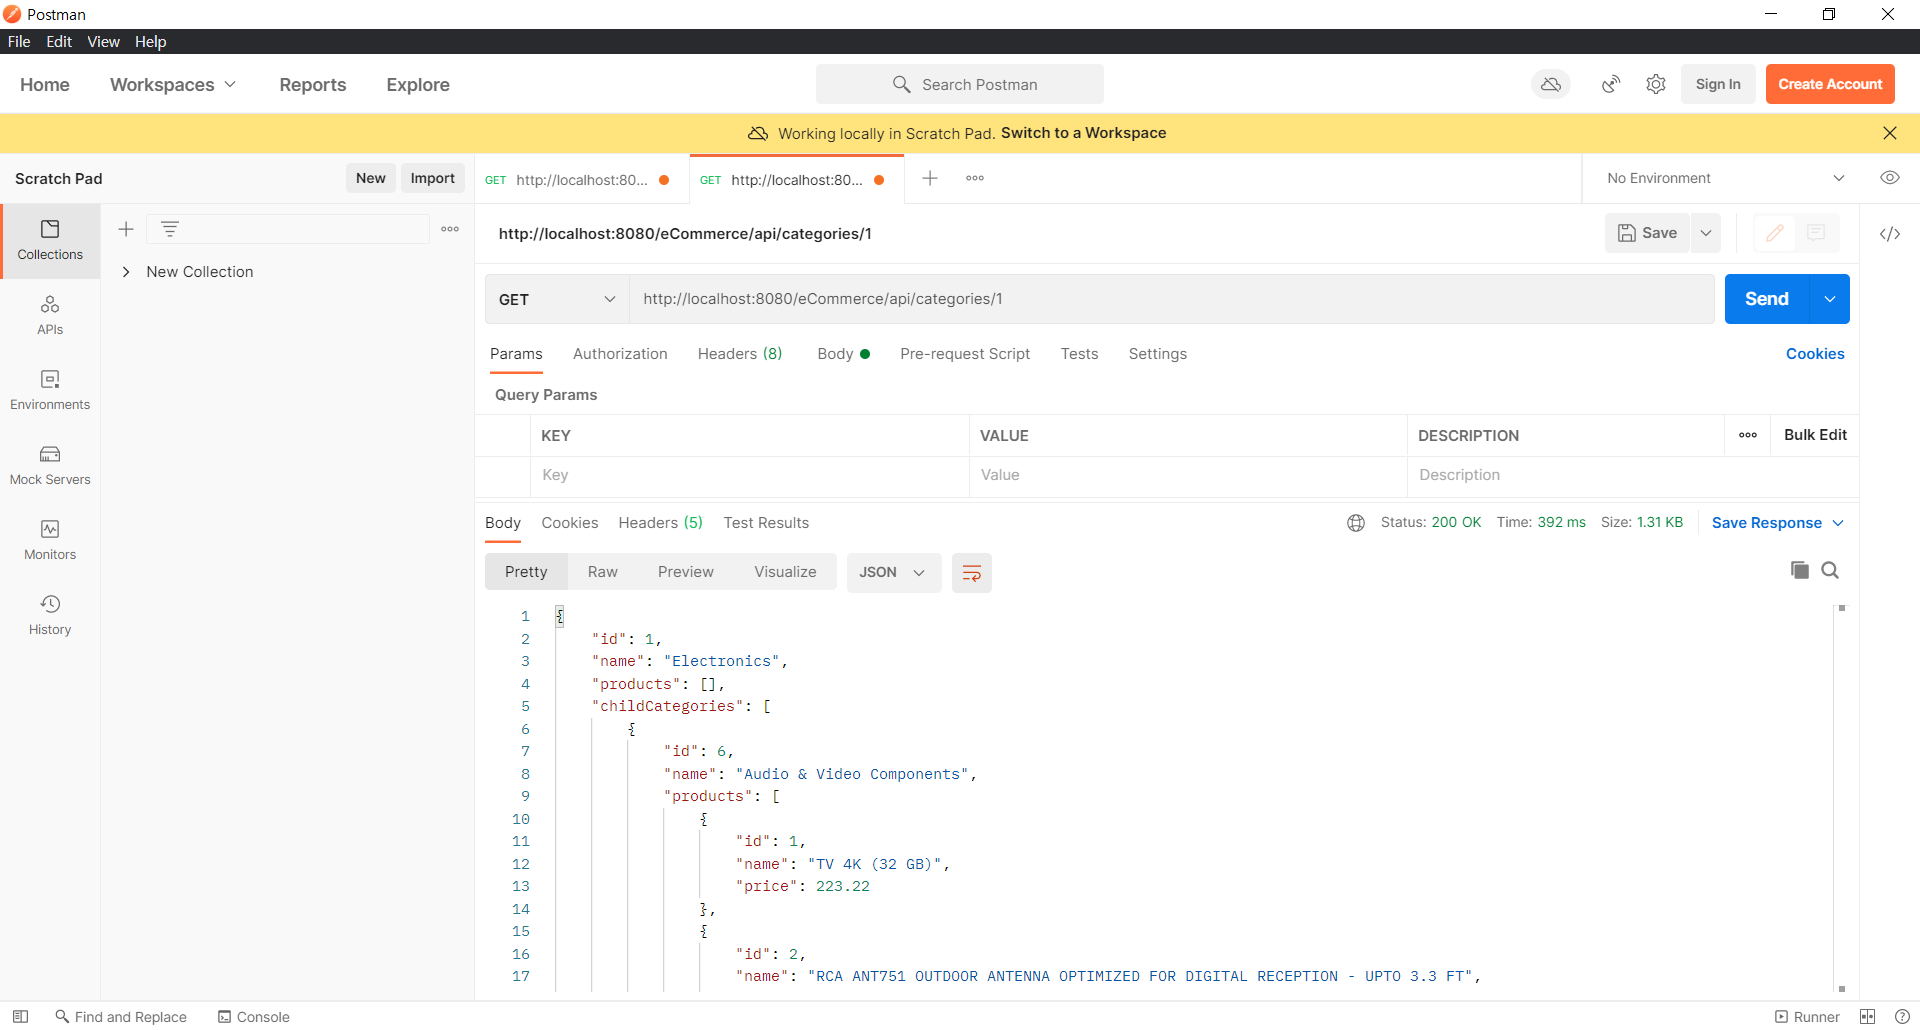 Postman
File Edit View Help
Home Workspaces Reports Explore Search Postman Sign In Create Account
Working locally in Scratch Pad. Switch to a Workspace
Scratch Pad New Import GET http://localhost:80... GET http://localhost:80... No Environment
Collections
New Collection
APIs
Environments
Mock Servers
Monitors
History
http://localhost:8080/eCommerce/api/categories/1 Save
GET http://localhost:8080/eCommerce/api/categories/1 Send
Params Authorization Headers (8) Body Pre-request Script Tests Settings Cookies
Query Params
KEY VALUE DESCRIPTION Bulk Edit
Key Value Description
Body Cookies Headers (5) Test Results Status: 200 OK Time: 392 ms Size: 1.31 KB Save Response
Pretty Raw Preview Visualize JSON
1 {
2 "id": 1,
3 "name": "Electronics",
4 "products": [],
5 "childCategories": [
6 {
7 "id": 6,
8 "name": "Audio & Video Components",
9 "products": [
10 {
11 "id": 1,
12 "name": "TV 4K (32 GB)",
13 "price": 223.22
14 },
15 {
16 "id": 2,
17 "name": "RCA ANT751 OUTDOOR ANTENNA OPTIMIZED FOR DIGITAL RECEPTION - UPTO 3.3 FT",
Find and Replace Console Runner